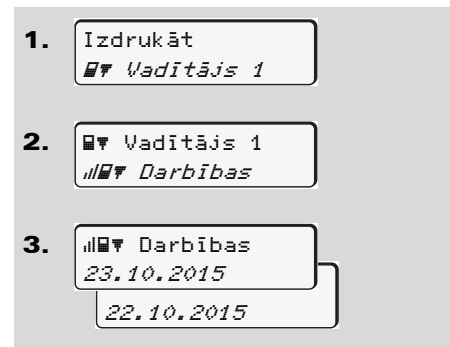 1. Izdrukāt
Vadītājs 1
2. Vadītājs 1
Darbības
3. Darbības
23.10.2015
22.10.2015